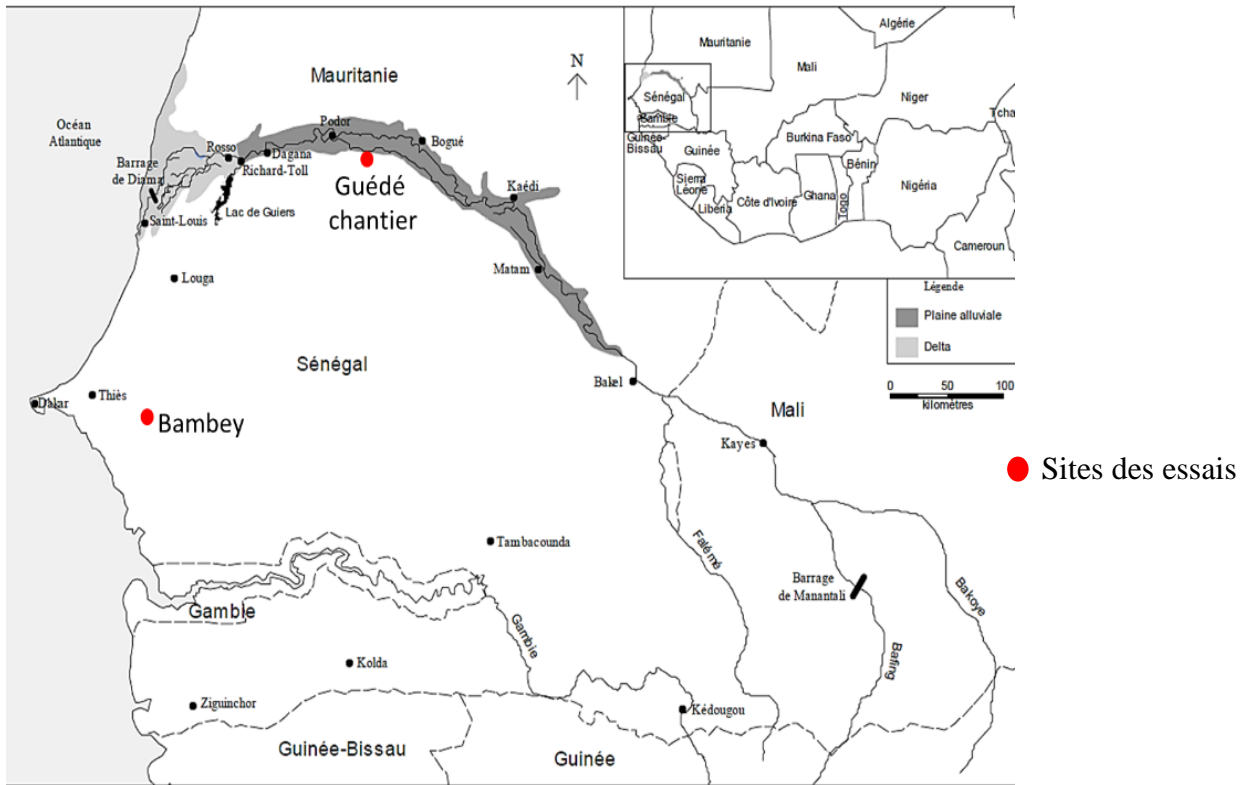 Mauritanie
N
Océan
Atlantique
Podor
Bogué
Rosso
Dagana
Richard-Toll
Barrage
de Diama
Guédé
chantier
Kaédi
Lac de Guiers
Saint-Louis
Matam
Louga
Sénégal
Bakel
Thiès
Dakar
Bambey
Mali
Kayes
Tambacounda
Falémé
Barrage
de Manantali
Bakoye
Gambie
Gambie
Bafing
Kolda
Ziguinchor
Kédougou
Guinée-Bissau
Guinée
Algérie
Mauritanie
Mali
Niger
Tcha
Sénégal
Gambie
Guinée-
Bissau
Guinée
Burkina Faso
Bénin
Nigéria
Sierra
Léone
Côte d'Ivoire
Ghana
Togo
Libéria
Cameroun
Légende
Plaine alluviale
Delta
0 50 100
kilométres
Sites des essais